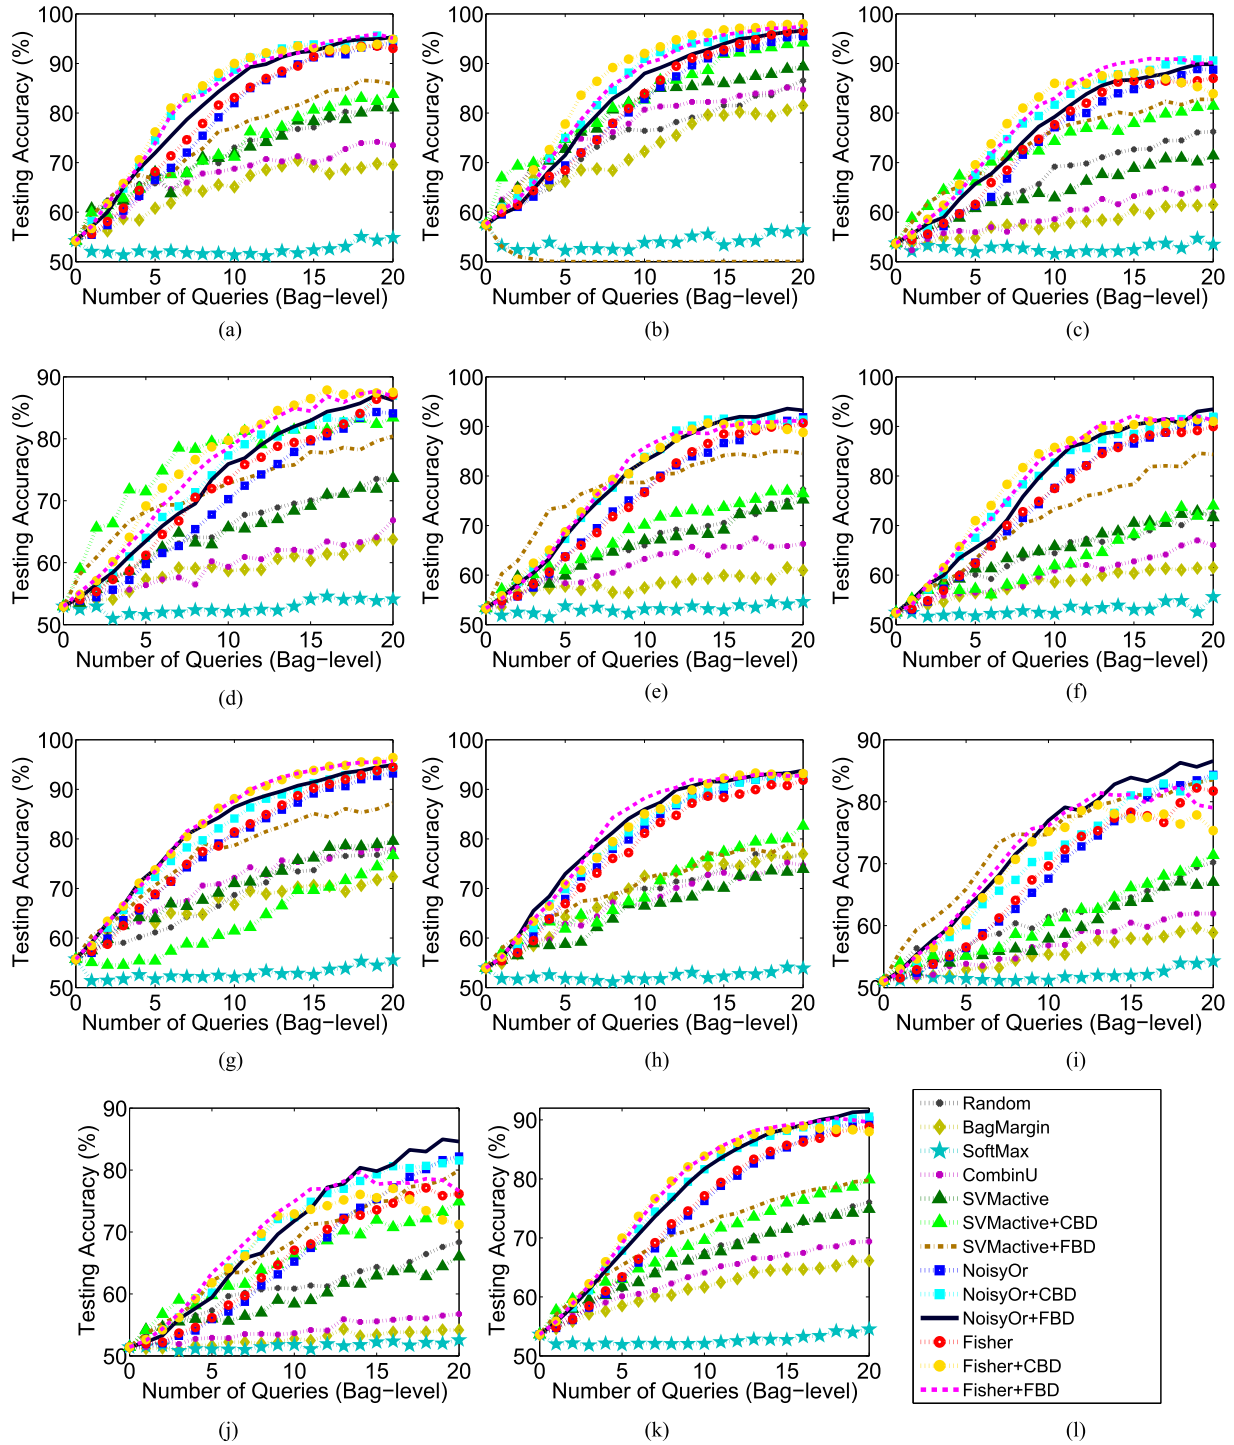 Testing Accuracy (%)
100
90
80
70
60
50
0
5
10
15
20
Number of Queries (Bag−level)
(a)
Testing Accuracy (%)
100
90
80
70
60
50
0
5
10
15
20
Number of Queries (Bag−level)
(b)
Testing Accuracy (%)
100
90
80
70
60
50
0
5
10
15
20
Number of Queries (Bag−level)
(c)
Testing Accuracy (%)
90
80
70
60
50
0
5
10
15
20
Number of Queries (Bag−level)
(d)
Testing Accuracy (%)
100
90
80
70
60
50
0
5
10
15
20
Number of Queries (Bag−level)
(e)
Testing Accuracy (%)
100
90
80
70
60
50
0
5
10
15
20
Number of Queries (Bag−level)
(f)
Testing Accuracy (%)
100
90
80
70
60
50
0
5
10
15
20
Number of Queries (Bag−level)
(g)
Testing Accuracy (%)
100
90
80
70
60
50
0
5
10
15
20
Number of Queries (Bag−level)
(h)
Testing Accuracy (%)
90
80
70
60
50
0
5
10
15
20
Number of Queries (Bag−level)
(i)
Testing Accuracy (%)
90
80
70
60
50
0
5
10
15
20
Number of Queries (Bag−level)
(j)
Testing Accuracy (%)
90
80
70
60
50
0
5
10
15
20
Number of Queries (Bag−level)
(k)
Random
BagMargin
SoftMax
CombinU
SVMactive
SVMactive+CBD
SVMactive+FBD
NoisyOr
NoisyOr+CBD
NoisyOr+FBD
Fisher
Fisher+CBD
Fisher+FBD
(l)